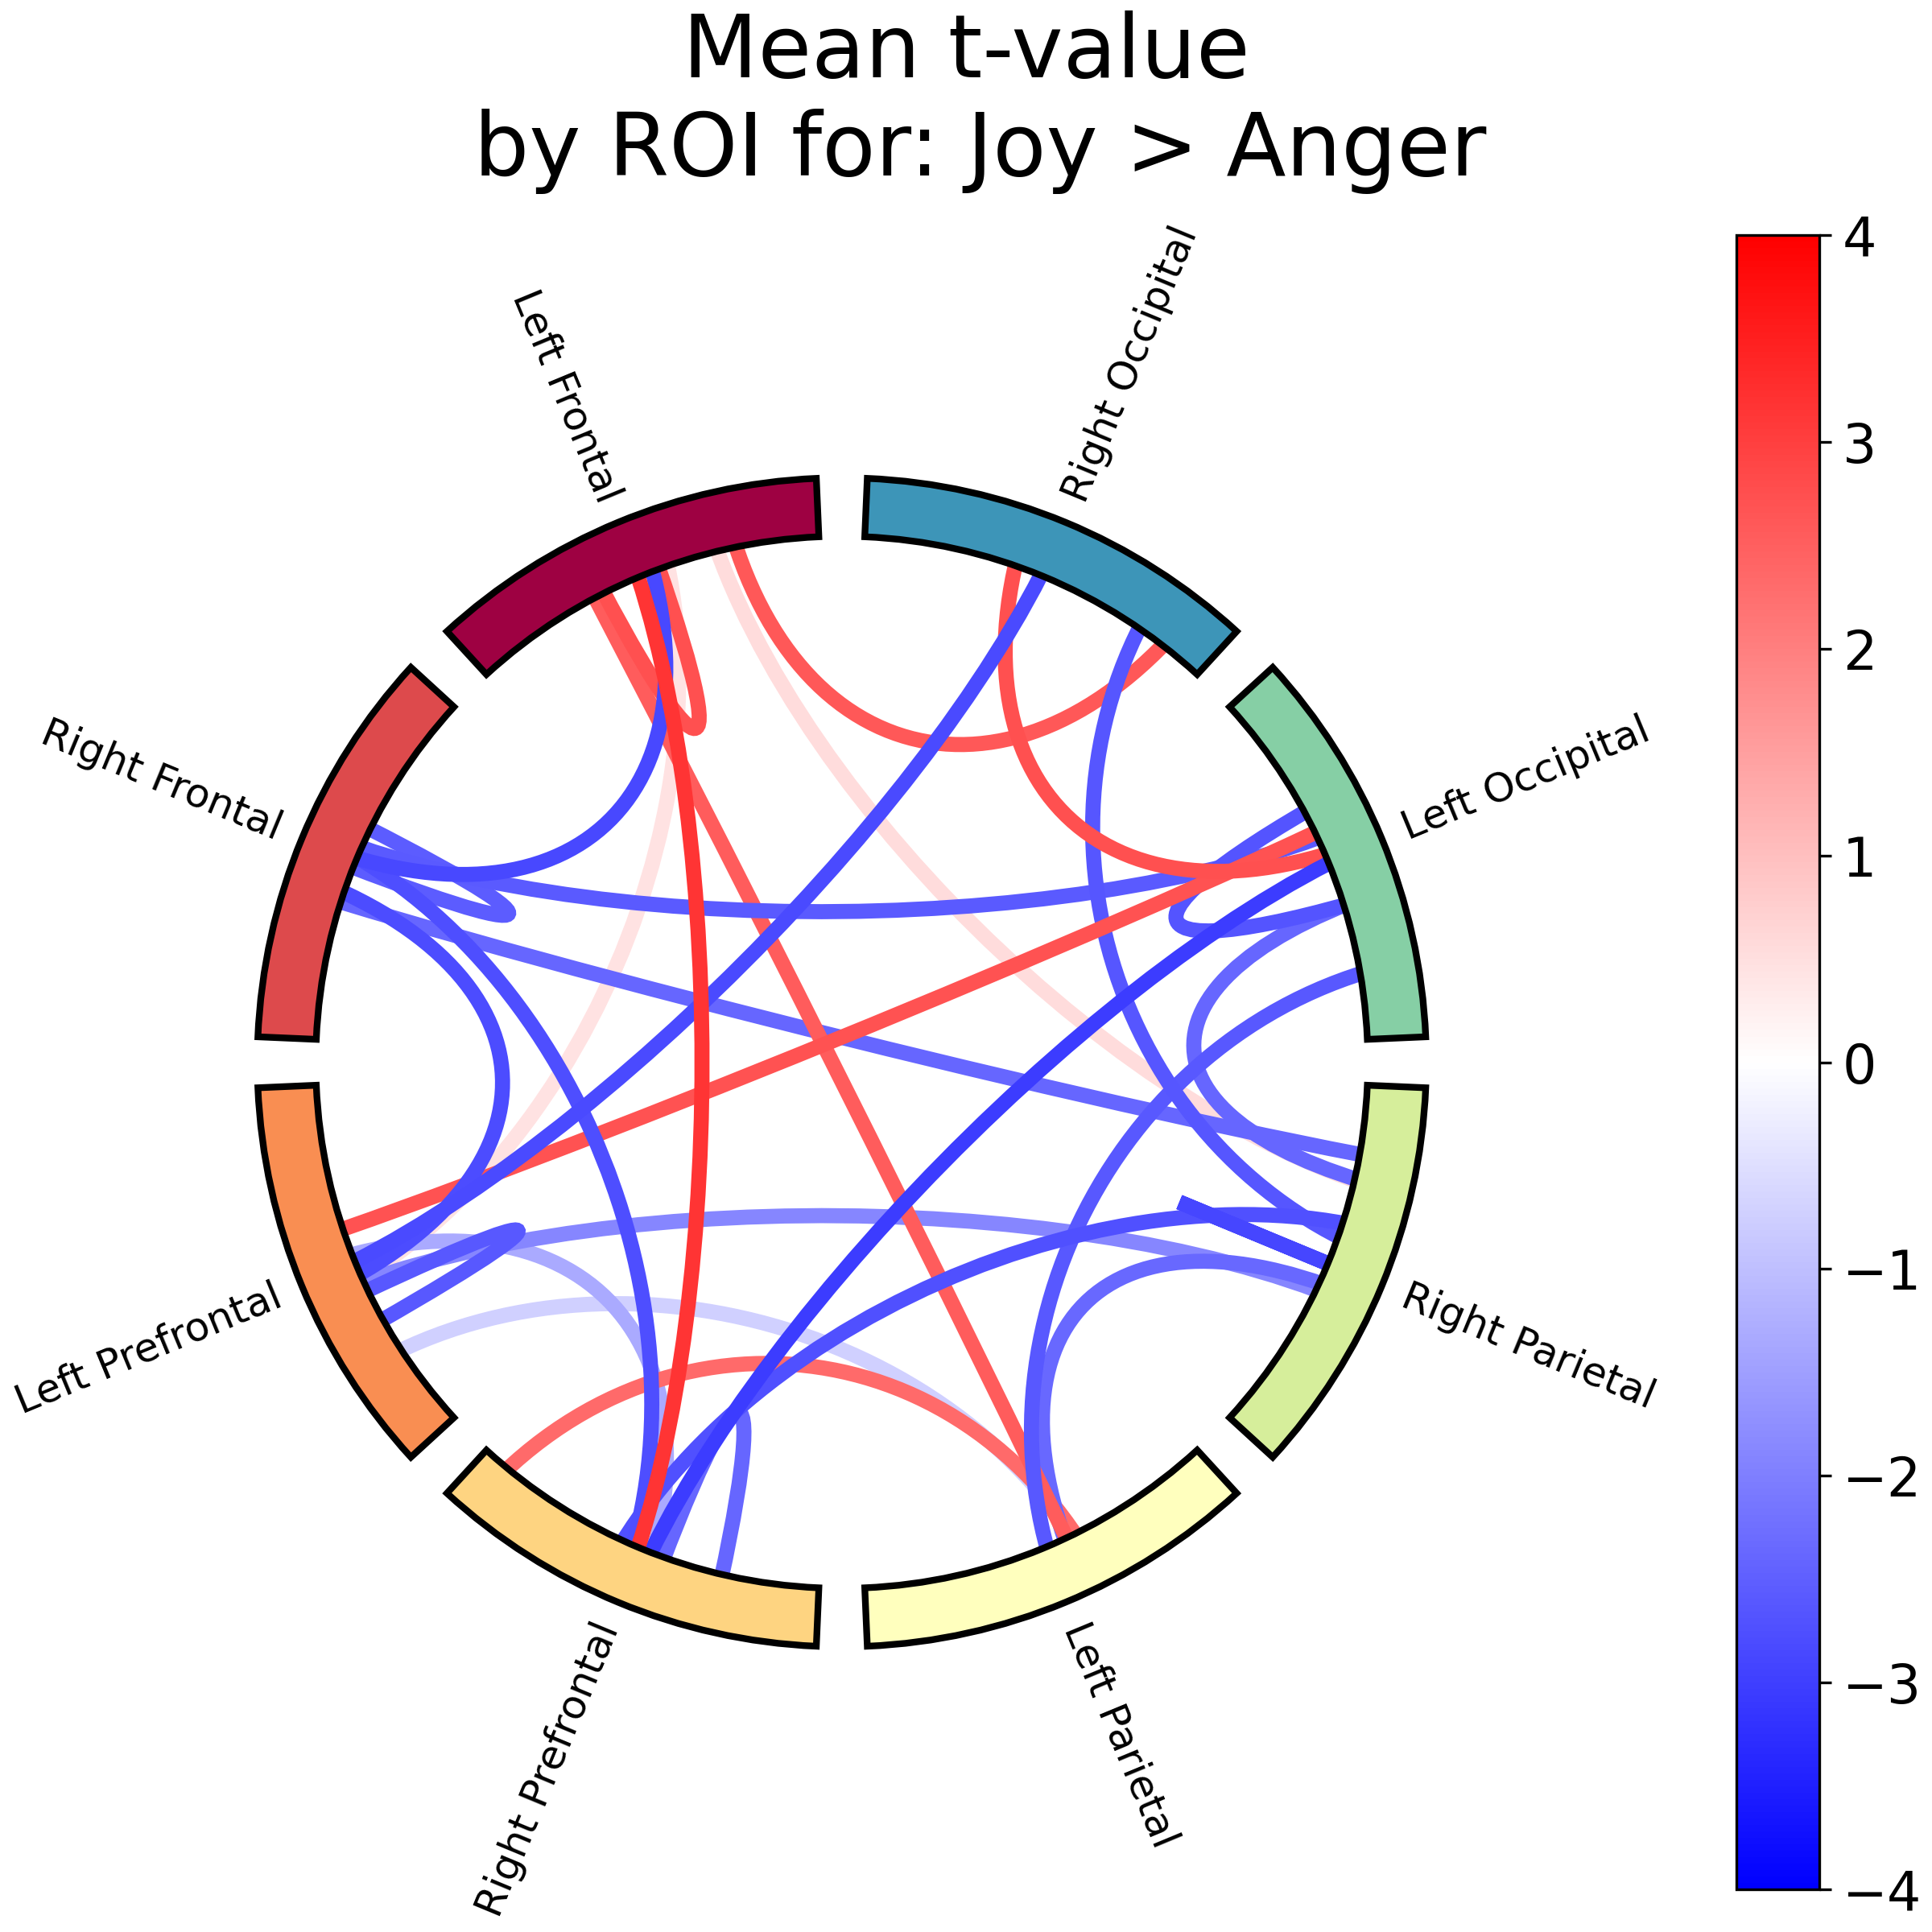 Mean t-value
by ROI for: Joy > Anger
Left Frontal
Right Occipital
Right Frontal
Left Occipital
Left Prefrontal
Right Parietal
Right Prefrontal
Left Parietal
4
3
2
1
0
−1
−2
−3
−4